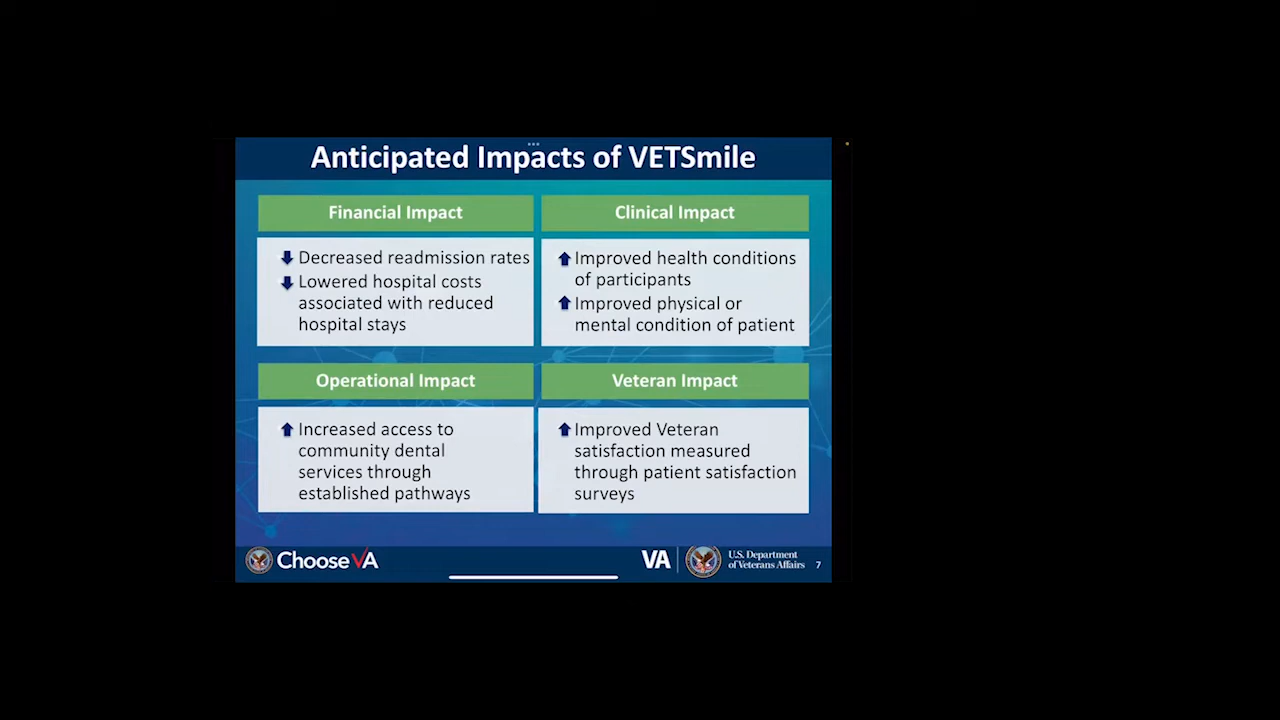 Anticipated Impacts of VETSmile
Financial Impact
Decreased readmission rates
Lowered hospital costs
associated with reduced
hospital stays
Clinical Impact
Improved health conditions
of participants
Improved physical or
mental condition of patient
Operational Impact
Increased access to
community dental
services through
established pathways
Veteran Impact
Improved Veteran
satisfaction measured
through patient satisfaction
surveys
Choose VA
VA
U.S. Department
of Veterans Affairs
7